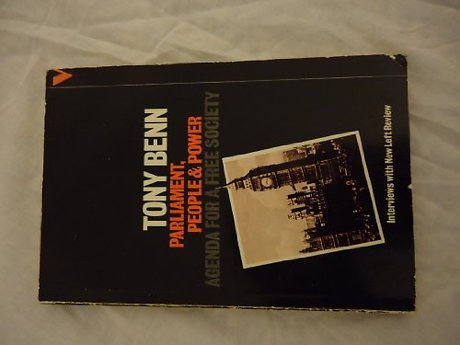 TONY BENN
PARLIAMENT,
PEOPLE & POWER
AGENDA FOR A FREE SOCIETY
Interviews with New Left Review